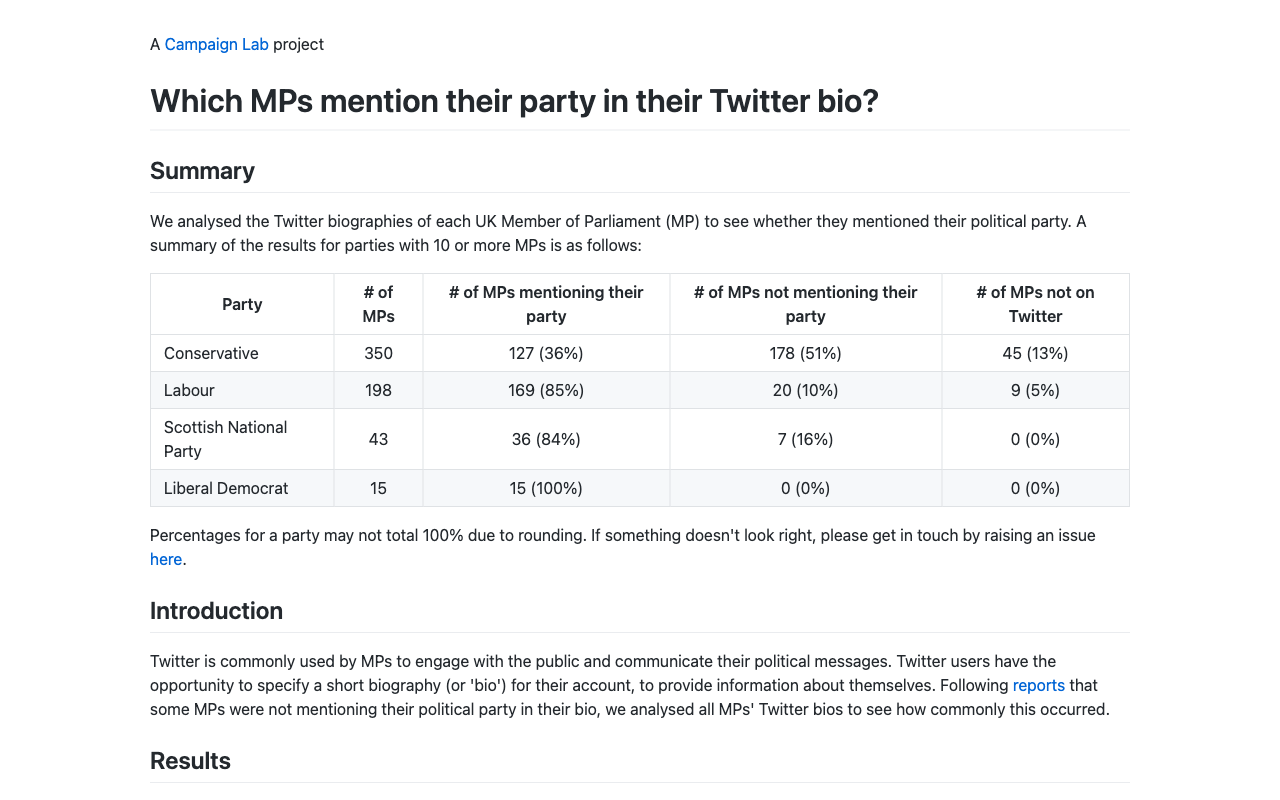 A Campaign Lab project
Which MPs mention their party in their Twitter bio?
Summary
We analysed the Twitter biographies of each UK Member of Parliament (MP) to see whether they mentioned their political party. A
summary of the results for parties with 10 or more MPs is as follows:
Party # of MPs # of MPs mentioning their party # of MPs not mentioning their party # of MPs not on Twitter
Conservative 350 127 (36%) 178 (51%) 45 (13%)
Labour 198 169 (85%) 20 (10%) 9 (5%)
Scottish National Party 43 36 (84%) 7 (16%) 0 (0%)
Liberal Democrat 15 15 (100%) 0 (0%) 0 (0%)
Percentages for a party may not total 100% due to rounding. If something doesn't look right, please get in touch by raising an issue
here.
Introduction
Twitter is commonly used by MPs to engage with the public and communicate their political messages. Twitter users have the
opportunity to specify a short biography (or 'bio') for their account, to provide information about themselves. Following reports that
some MPs were not mentioning their political party in their bio, we analysed all MPs' Twitter bios to see how commonly this occurred.
Results